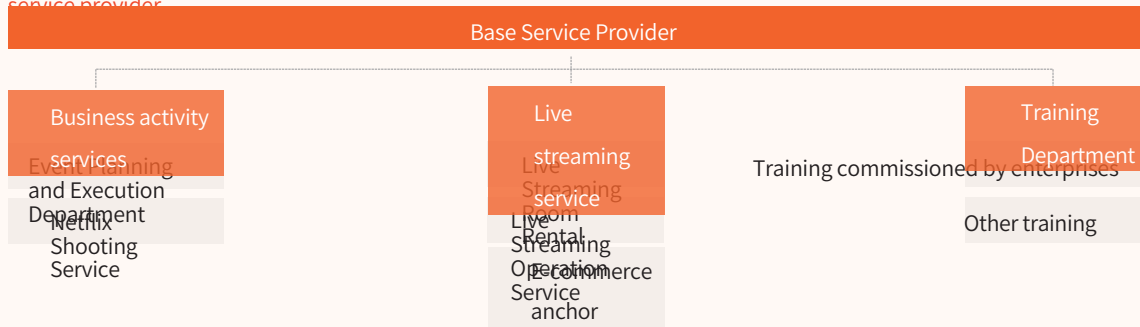 service provider
Base Service Provider
Business activity
services
Event Planning
and Execution
Department
Netflix
Shooting
Service
Live
streaming
service
Live
Streaming
Room
Rental
Live
Streaming
Operation
Service
E-commerce
anchor
Training
Department
Training commissioned by enterprises
Other training